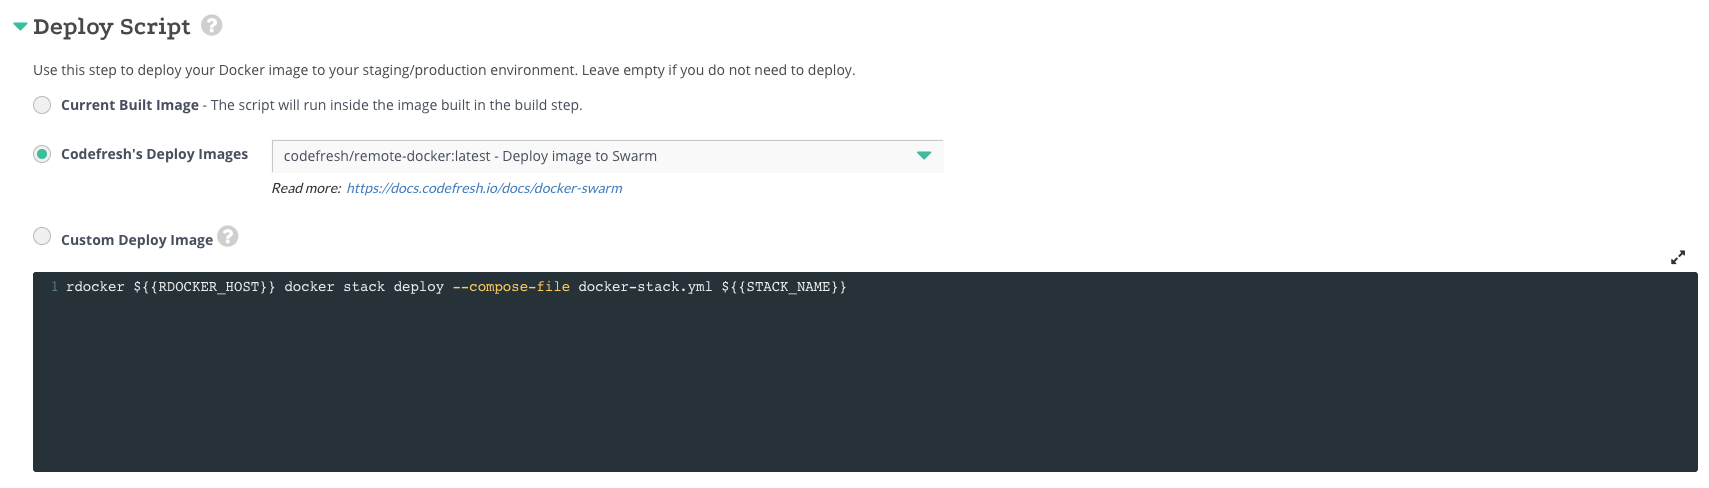 Deploy Script ?
Use this step to deploy your Docker image to your staging/production environment. Leave empty if you do not need to deploy.
Current Built Image - The script will run inside the image built in the build step.
Codefresh's Deploy Images codefresh/remote-docker:latest - Deploy image to Swarm
Read more: https://docs.codefresh.io/docs/docker-swarm
Custom Deploy Image ?
1 rdocker ${{RDOCKER_HOST}} docker stack deploy --compose-file docker-stack.yml ${{STACK_NAME}}